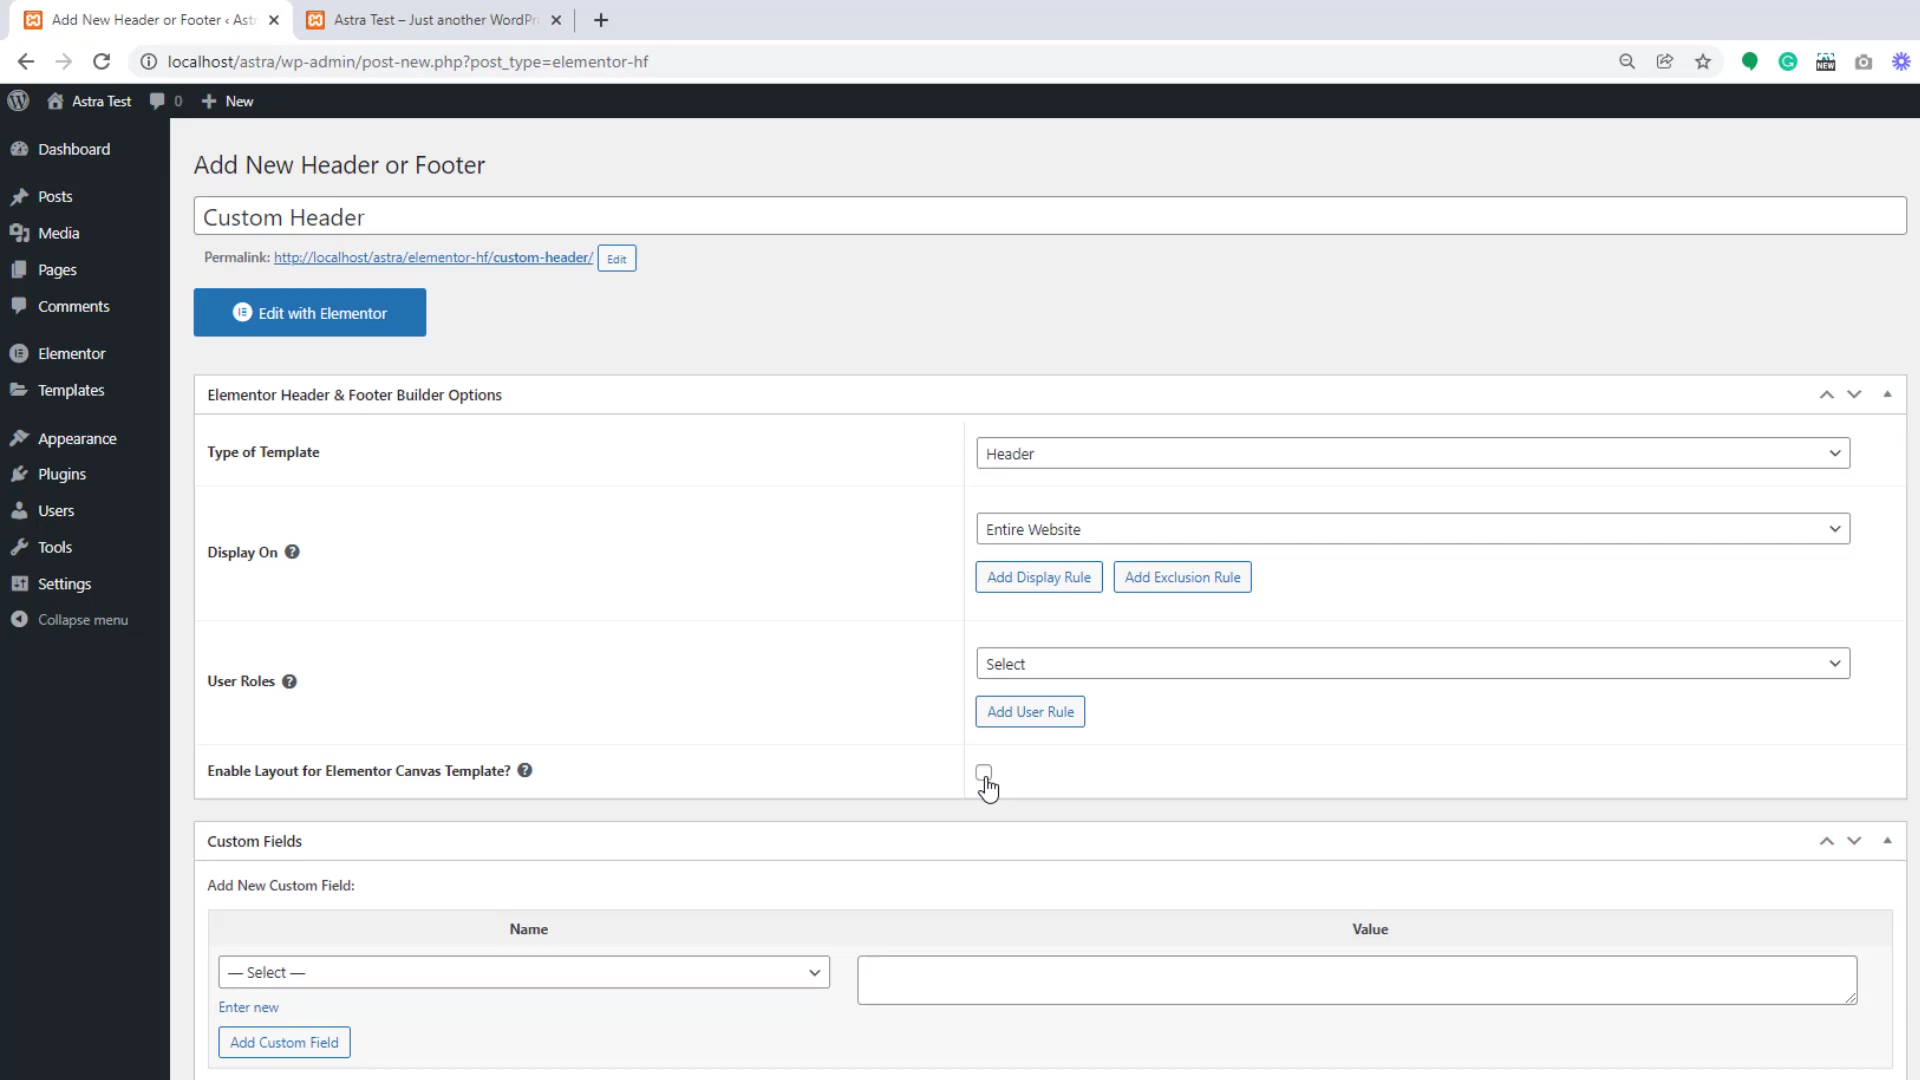 Add New Header or Footer ‹ Ast
Astra Test – Just another WordPr
localhost/astra/wp-admin/post-new.php?post_type=elementor-hf
NEW
Astra Test
0
New
Dashboard
Posts
Media
Pages
Comments
Elementor
Templates
Appearance
Plugins
Users
Tools
Settings
Collapse menu
Add New Header or Footer
Custom Header
Permalink: http://localhost/astra/elementor-hf/custom-header/ Edit
Edit with Elementor
Elementor Header & Footer Builder Options
Type of Template
Header
Display On
Entire Website
Add Display Rule
Add Exclusion Rule
User Roles
Select
Add User Rule
Enable Layout for Elementor Canvas Template?
Custom Fields
Add New Custom Field:
Name
Value
— Select —
Enter new
Add Custom Field